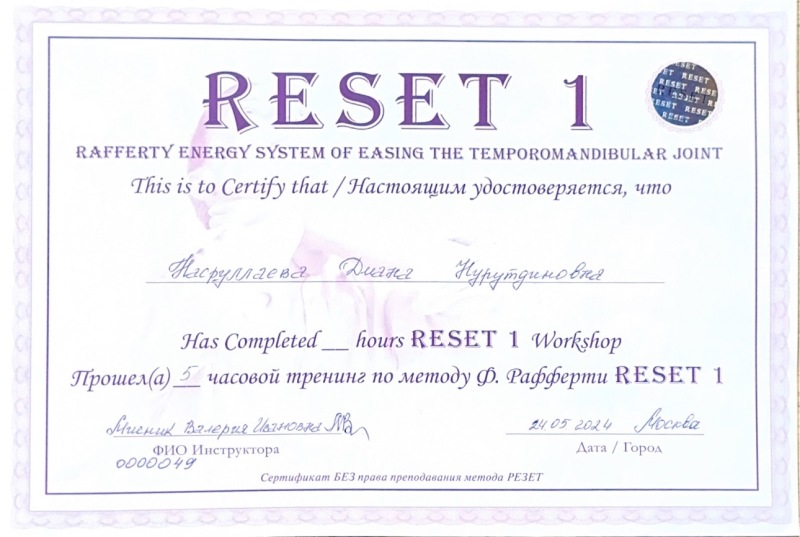 RESET 1
RAFFERTY ENERGY SYSTEM OF EASING THE TEMPOROMANDIBULAR JOINT
This is to Certify that / Настоящим удостоверяется, что
Насруллаева Диана Нурутдиновна
Has Completed __ hours RESET 1 Workshop
Прошел(а) 5 часовой тренинг по методу Ф. Рафферти RESET 1
Валерия Ивановна
24 05 2024 Москва
ФИО Инструктора
Дата / Город
0000049
Сертификат БЕЗ права преподавания метода РЕЗЕТ